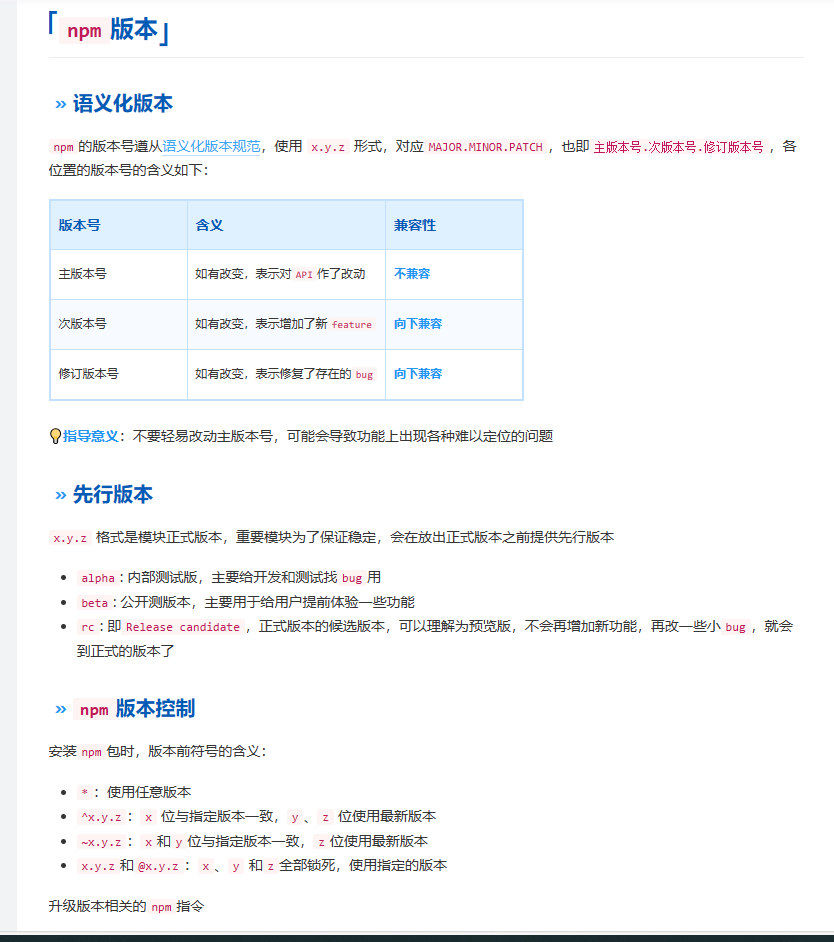 「npm 版本」
» 语义化版本
npm 的版本号遵从语义化版本规范，使用 x.y.z 形式，对应 MAJOR.MINOR.PATCH ，也即 主版本号.次版本号.修订版本号 ，各
位置的版本号的含义如下：
版本号 含义 兼容性
主版本号 如有改变，表示对 API 作了改动 不兼容
次版本号 如有改变，表示增加了新 feature 向下兼容
修订版本号 如有改变，表示修复了存在的 bug 向下兼容
💡指导意义：不要轻易改动主版本号，可能会导致功能上出现各种难以定位的问题
» 先行版本
x.y.z 格式是模块正式版本，重要模块为了保证稳定，会在放出正式版本之前提供先行版本
• alpha：内部测试版，主要给开发和测试找 bug 用
• beta：公开测版本，主要用于给用户提前体验一些功能
• rc：即 Release candidate ，正式版本的候选版本，可以理解为预览版，不会再增加新功能，再改一些小 bug ，就会
到正式的版本了
» npm 版本控制
安装 npm 包时，版本前符号的含义：
• * ：使用任意版本
• ^x.y.z ： x 位与指定版本一致， y 、 z 位使用最新版本
• ~x.y.z ： x 和 y 位与指定版本一致， z 位使用最新版本
• x.y.z 和 @x.y.z ： x 、 y 和 z 全部锁死，使用指定的版本
升级版本相关的 npm 指令